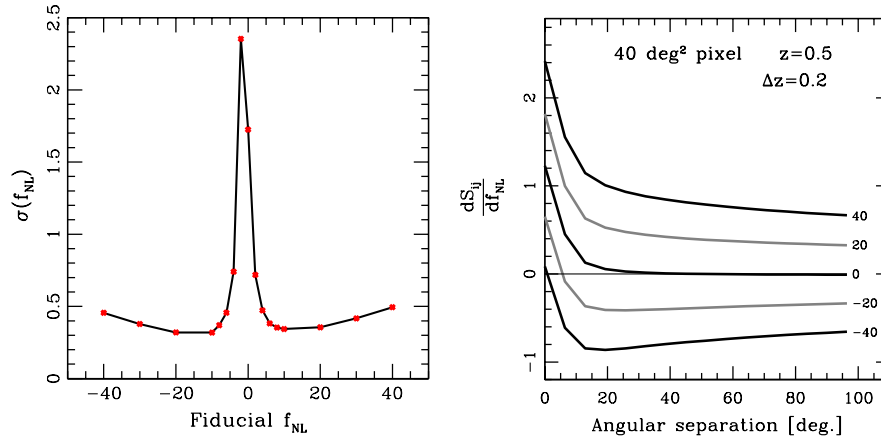 2.5
2
1.5
1
0.5
0
σ(f_NL)
−40 −20 0 20 40
Fiducial f_NL
40 deg² pixel z=0.5
Δz=0.2
2
1
0
−1
dS_ij
df_NL
40
20
0
−20
−40
0 20 40 60 80 100
Angular separation [deg.]